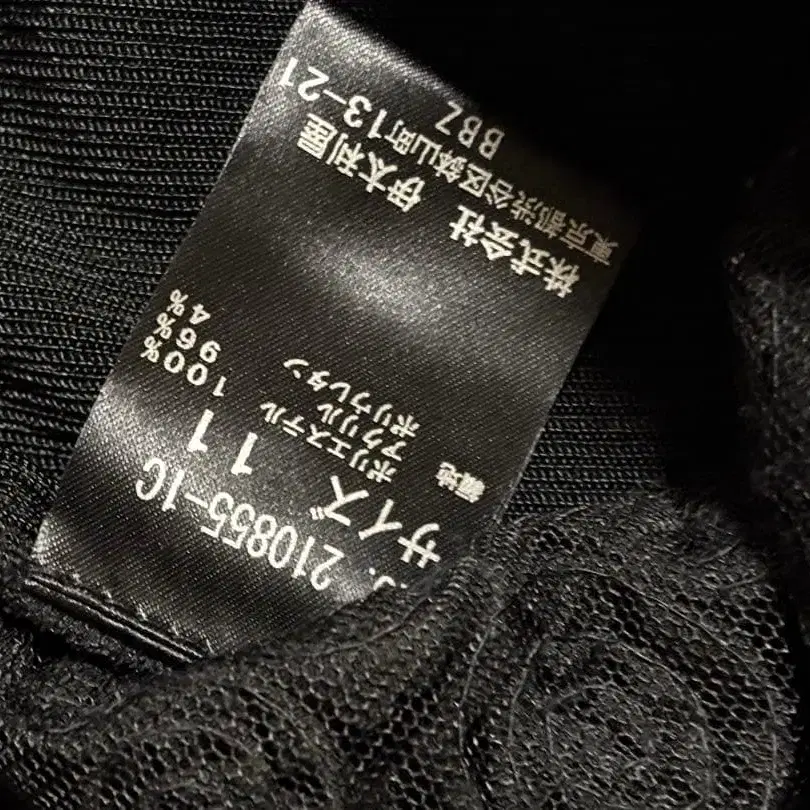 210855-1C
サイズ 11
ポリエステル 100%
アクリル 96%
ポリウレタン 4%
株式会社 伊太利屋
東京都渋谷区鉢山町13-21
BBZ